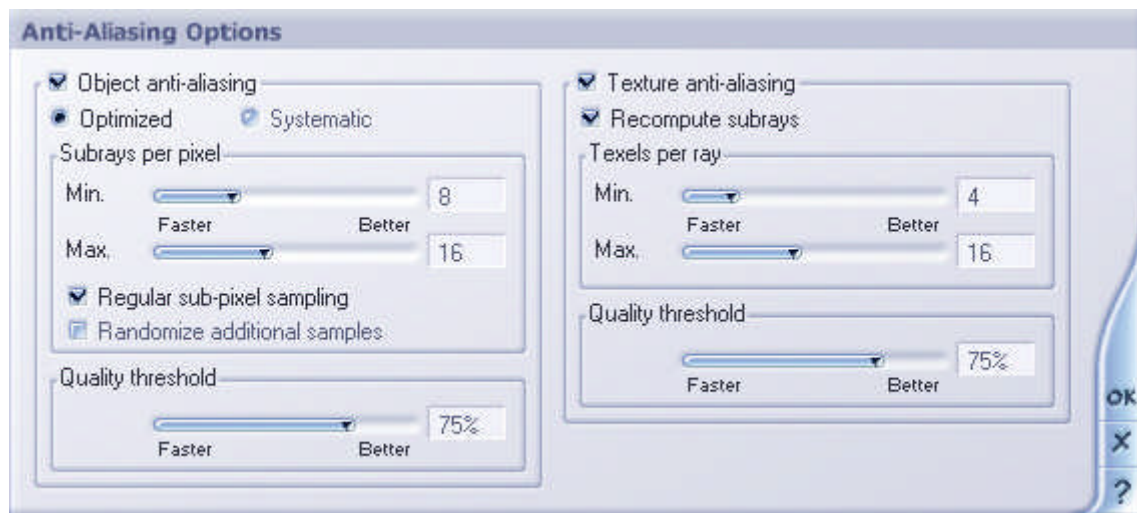 Anti-Aliasing Options
Object anti-aliasing
Optimized Systematic
Subrays per pixel
Min. 8
Faster Better
Max. 16
Regular sub-pixel sampling
Randomize additional samples
Quality threshold
75%
Faster Better
Texture anti-aliasing
Recompute subrays
Texels per ray
Min. 4
Faster Better
Max. 16
Quality threshold
75%
Faster Better
OK
X
?